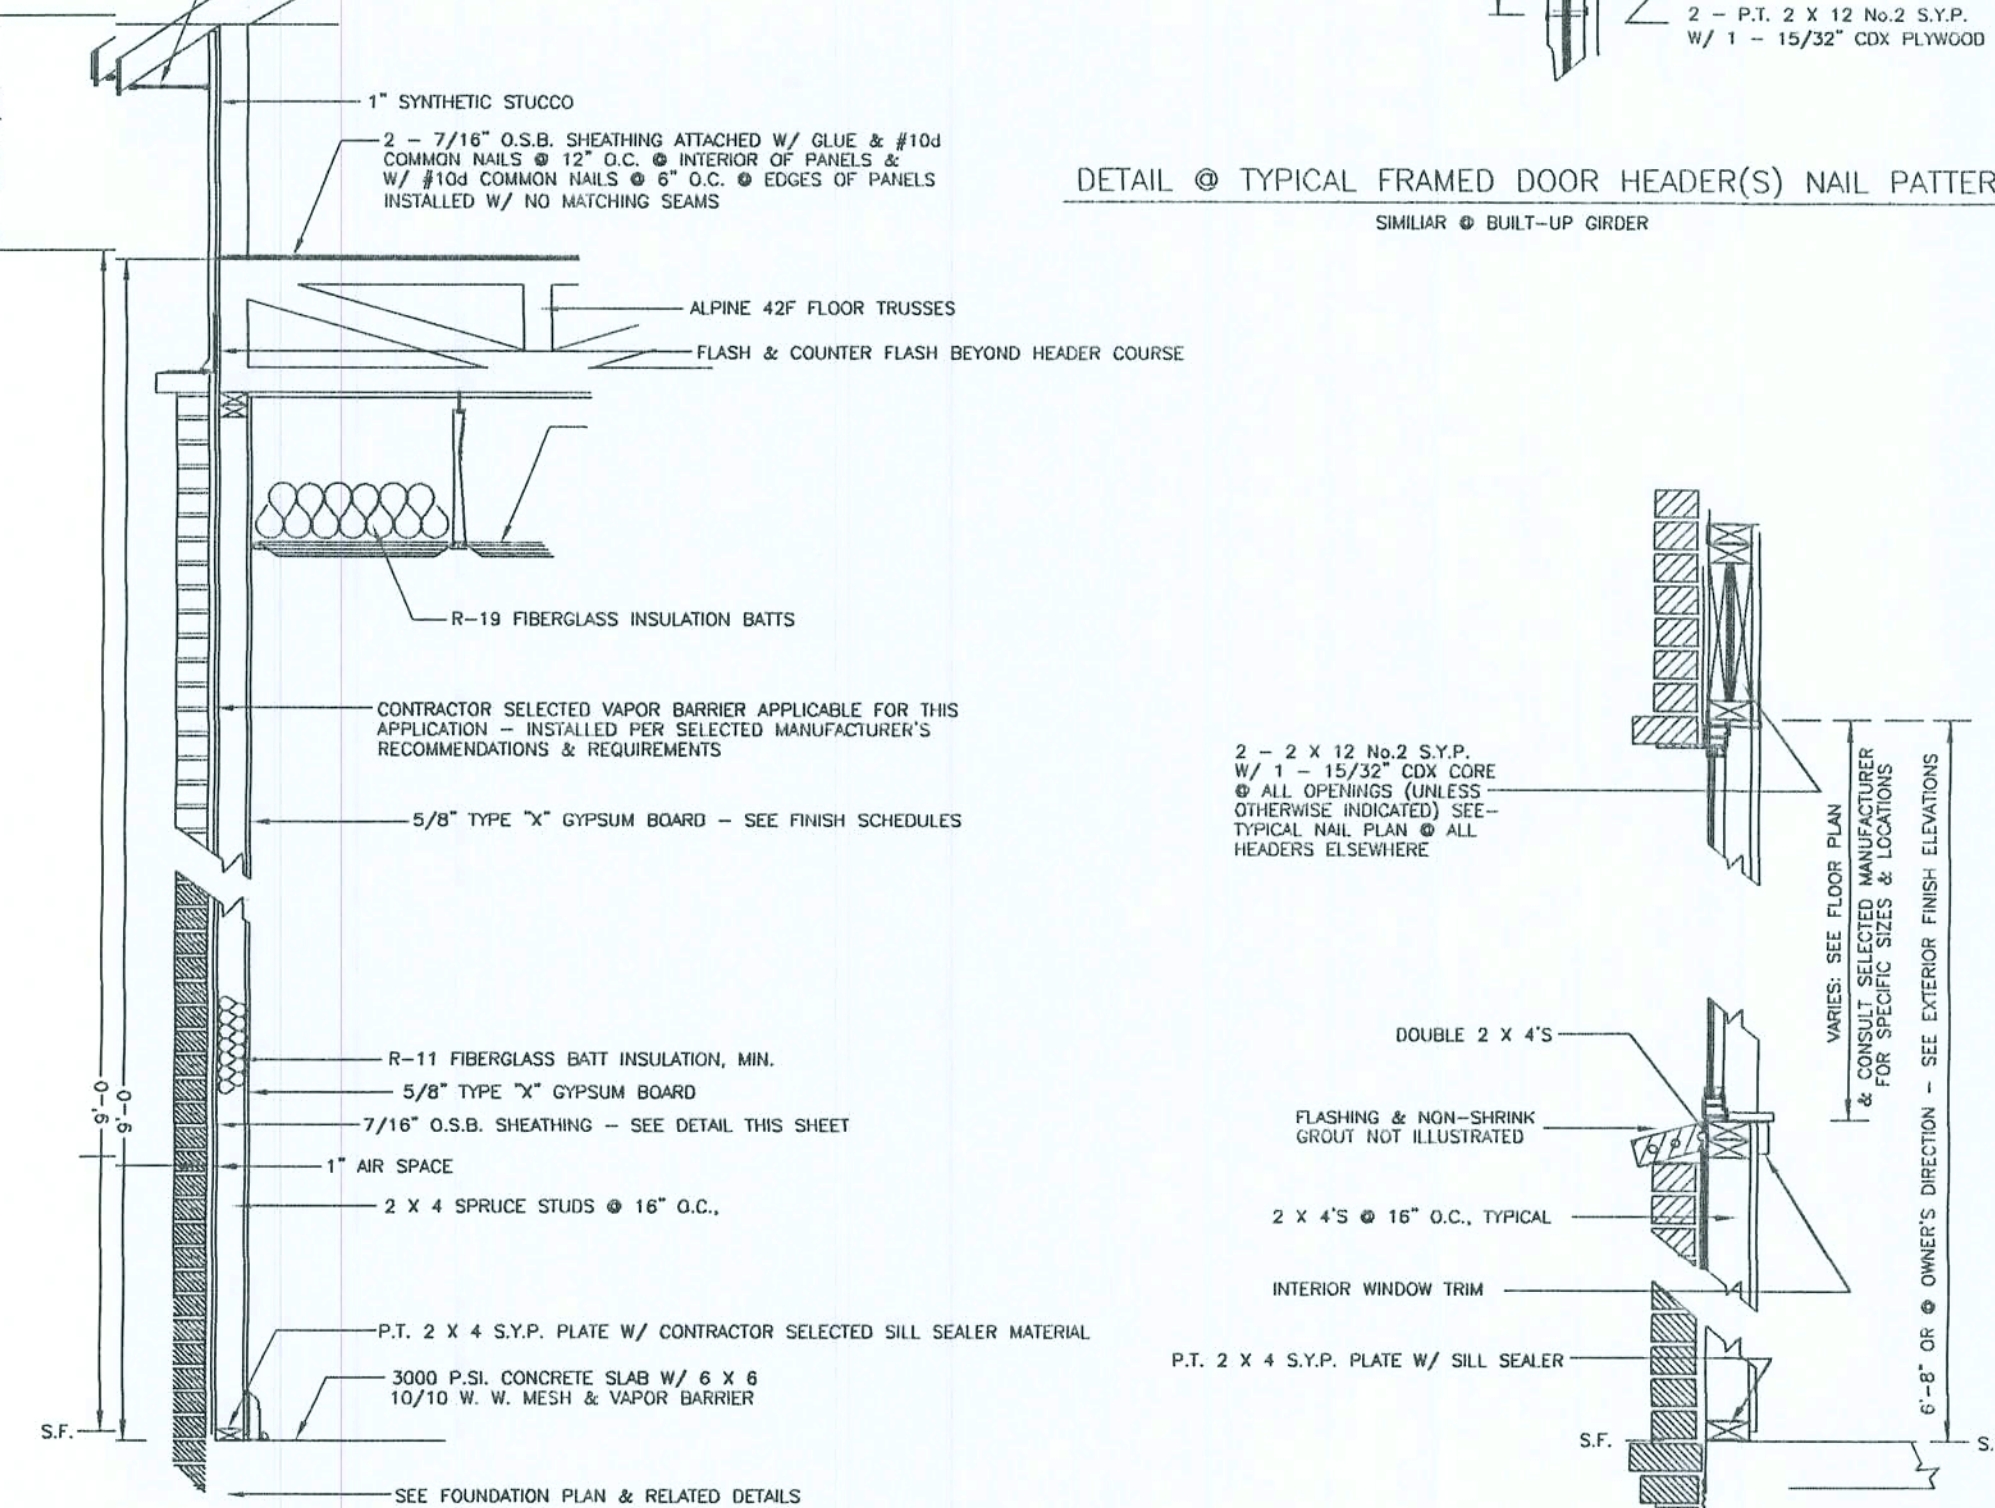 2 - P.T. 2 X 12 No.2 S.Y.P.
W/ 1 - 15/32" CDX PLYWOOD
1" SYNTHETIC STUCCO
2 - 7/16" O.S.B. SHEATHING ATTACHED W/ GLUE & #10d
COMMON NAILS @ 12" O.C. @ INTERIOR OF PANELS &
W/ #10d COMMON NAILS @ 6" O.C. @ EDGES OF PANELS
INSTALLED W/ NO MATCHING SEAMS
DETAIL @ TYPICAL FRAMED DOOR HEADER(S) NAIL PATTER
SIMILIAR @ BUILT-UP GIRDER
ALPINE 42F FLOOR TRUSSES
FLASH & COUNTER FLASH BEYOND HEADER COURSE
R-19 FIBERGLASS INSULATION BATTS
CONTRACTOR SELECTED VAPOR BARRIER APPLICABLE FOR THIS
APPLICATION - INSTALLED PER SELECTED MANUFACTURER'S
RECOMMENDATIONS & REQUIREMENTS
5/8" TYPE "X" GYPSUM BOARD - SEE FINISH SCHEDULES
R-11 FIBERGLASS BATT INSULATION, MIN.
5/8" TYPE "X" GYPSUM BOARD
7/16" O.S.B. SHEATHING - SEE DETAIL THIS SHEET
1" AIR SPACE
2 X 4 SPRUCE STUDS @ 16" O.C.,
P.T. 2 X 4 S.Y.P. PLATE W/ CONTRACTOR SELECTED SILL SEALER MATERIAL
3000 P.SI. CONCRETE SLAB W/ 6 X 6
10/10 W. W. MESH & VAPOR BARRIER
S.F.
SEE FOUNDATION PLAN & RELATED DETAILS
2 - 2 X 12 No.2 S.Y.P.
W/ 1 - 15/32" CDX CORE
@ ALL OPENINGS (UNLESS
OTHERWISE INDICATED) SEE-
TYPICAL NAIL PLAN @ ALL
HEADERS ELSEWHERE
DOUBLE 2 X 4'S
FLASHING & NON-SHRINK
GROUT NOT ILLUSTRATED
2 X 4'S @ 16" O.C., TYPICAL
INTERIOR WINDOW TRIM
P.T. 2 X 4 S.Y.P. PLATE W/ SILL SEALER
S.F.
VARIES: SEE FLOOR PLAN
& CONSULT SELECTED MANUFACTURER
FOR SPECIFIC SIZES & LOCATIONS
6'-8" OR @ OWNER'S DIRECTION - SEE EXTERIOR FINISH ELEVATIONS
S.